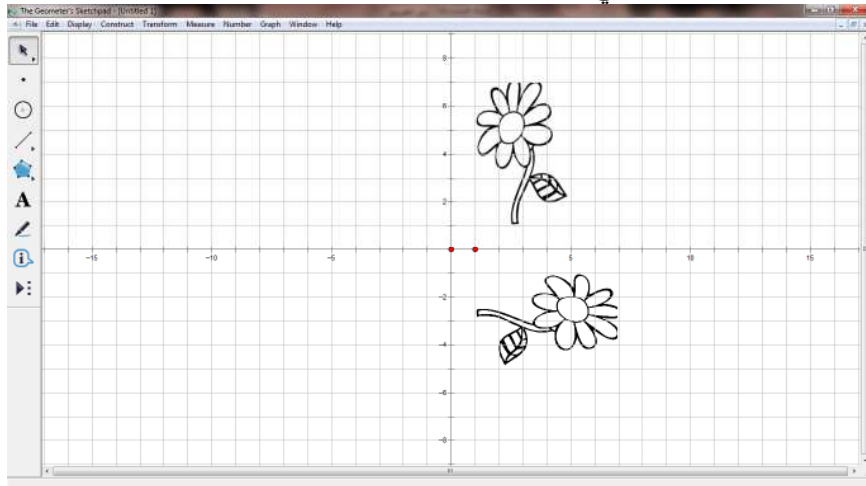 The Geometer's Sketchpad - [Untitled 1]
File Edit Display Construct Transform Measure Number Graph Window Help
8
6
4
2
-15 -10 -5 5 10 15
-2
-4
-6
-8
A